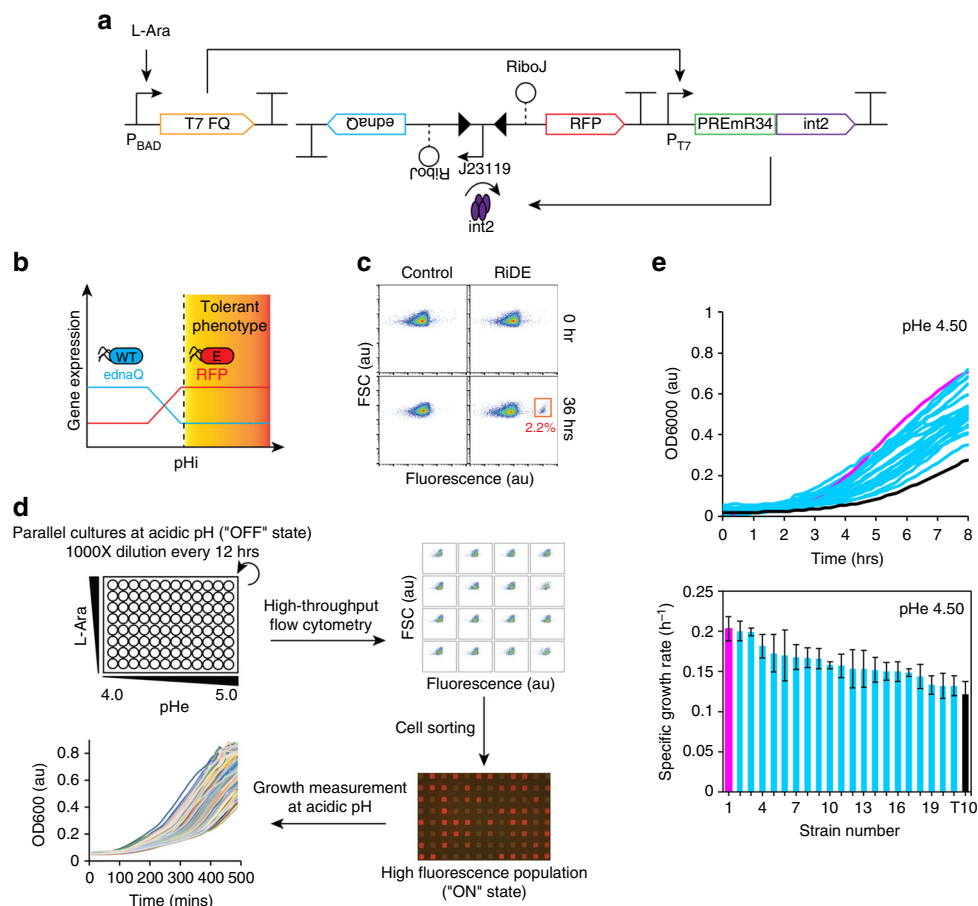 a
L-Ara
RiboJ
T7 FQ
ednaQ
RFP
PREmR34
int2
PBAD
RiboJ
J23119
PT7
int2
b
Gene expression
Tolerant
phenotype
WT
E
ednaQ
RFP
pHi
c
Control
RiDE
FSC (au)
0 hr
36 hrs
2.2%
Fluorescence (au)
d
Parallel cultures at acidic pH ("OFF" state)
1000X dilution every 12 hrs
L-Ara
4.0
5.0
pHe
High-throughput
flow cytometry
FSC (au)
Fluorescence (au)
Cell sorting
High fluorescence population
("ON" state)
Growth measurement
at acidic pH
OD600 (au)
0.8
0.6
0.4
0.2
0
0 100 200 300 400 500
Time (mins)
e
pHe 4.50
OD6000 (au)
1
0.8
0.6
0.4
0.2
0
0 1 2 3 4 5 6 7 8
Time (hrs)
pHe 4.50
Specific growth rate (h–1)
0.2
0.15
0.1
0.05
0
1 4 7 10 13 16 19 T10
Strain number